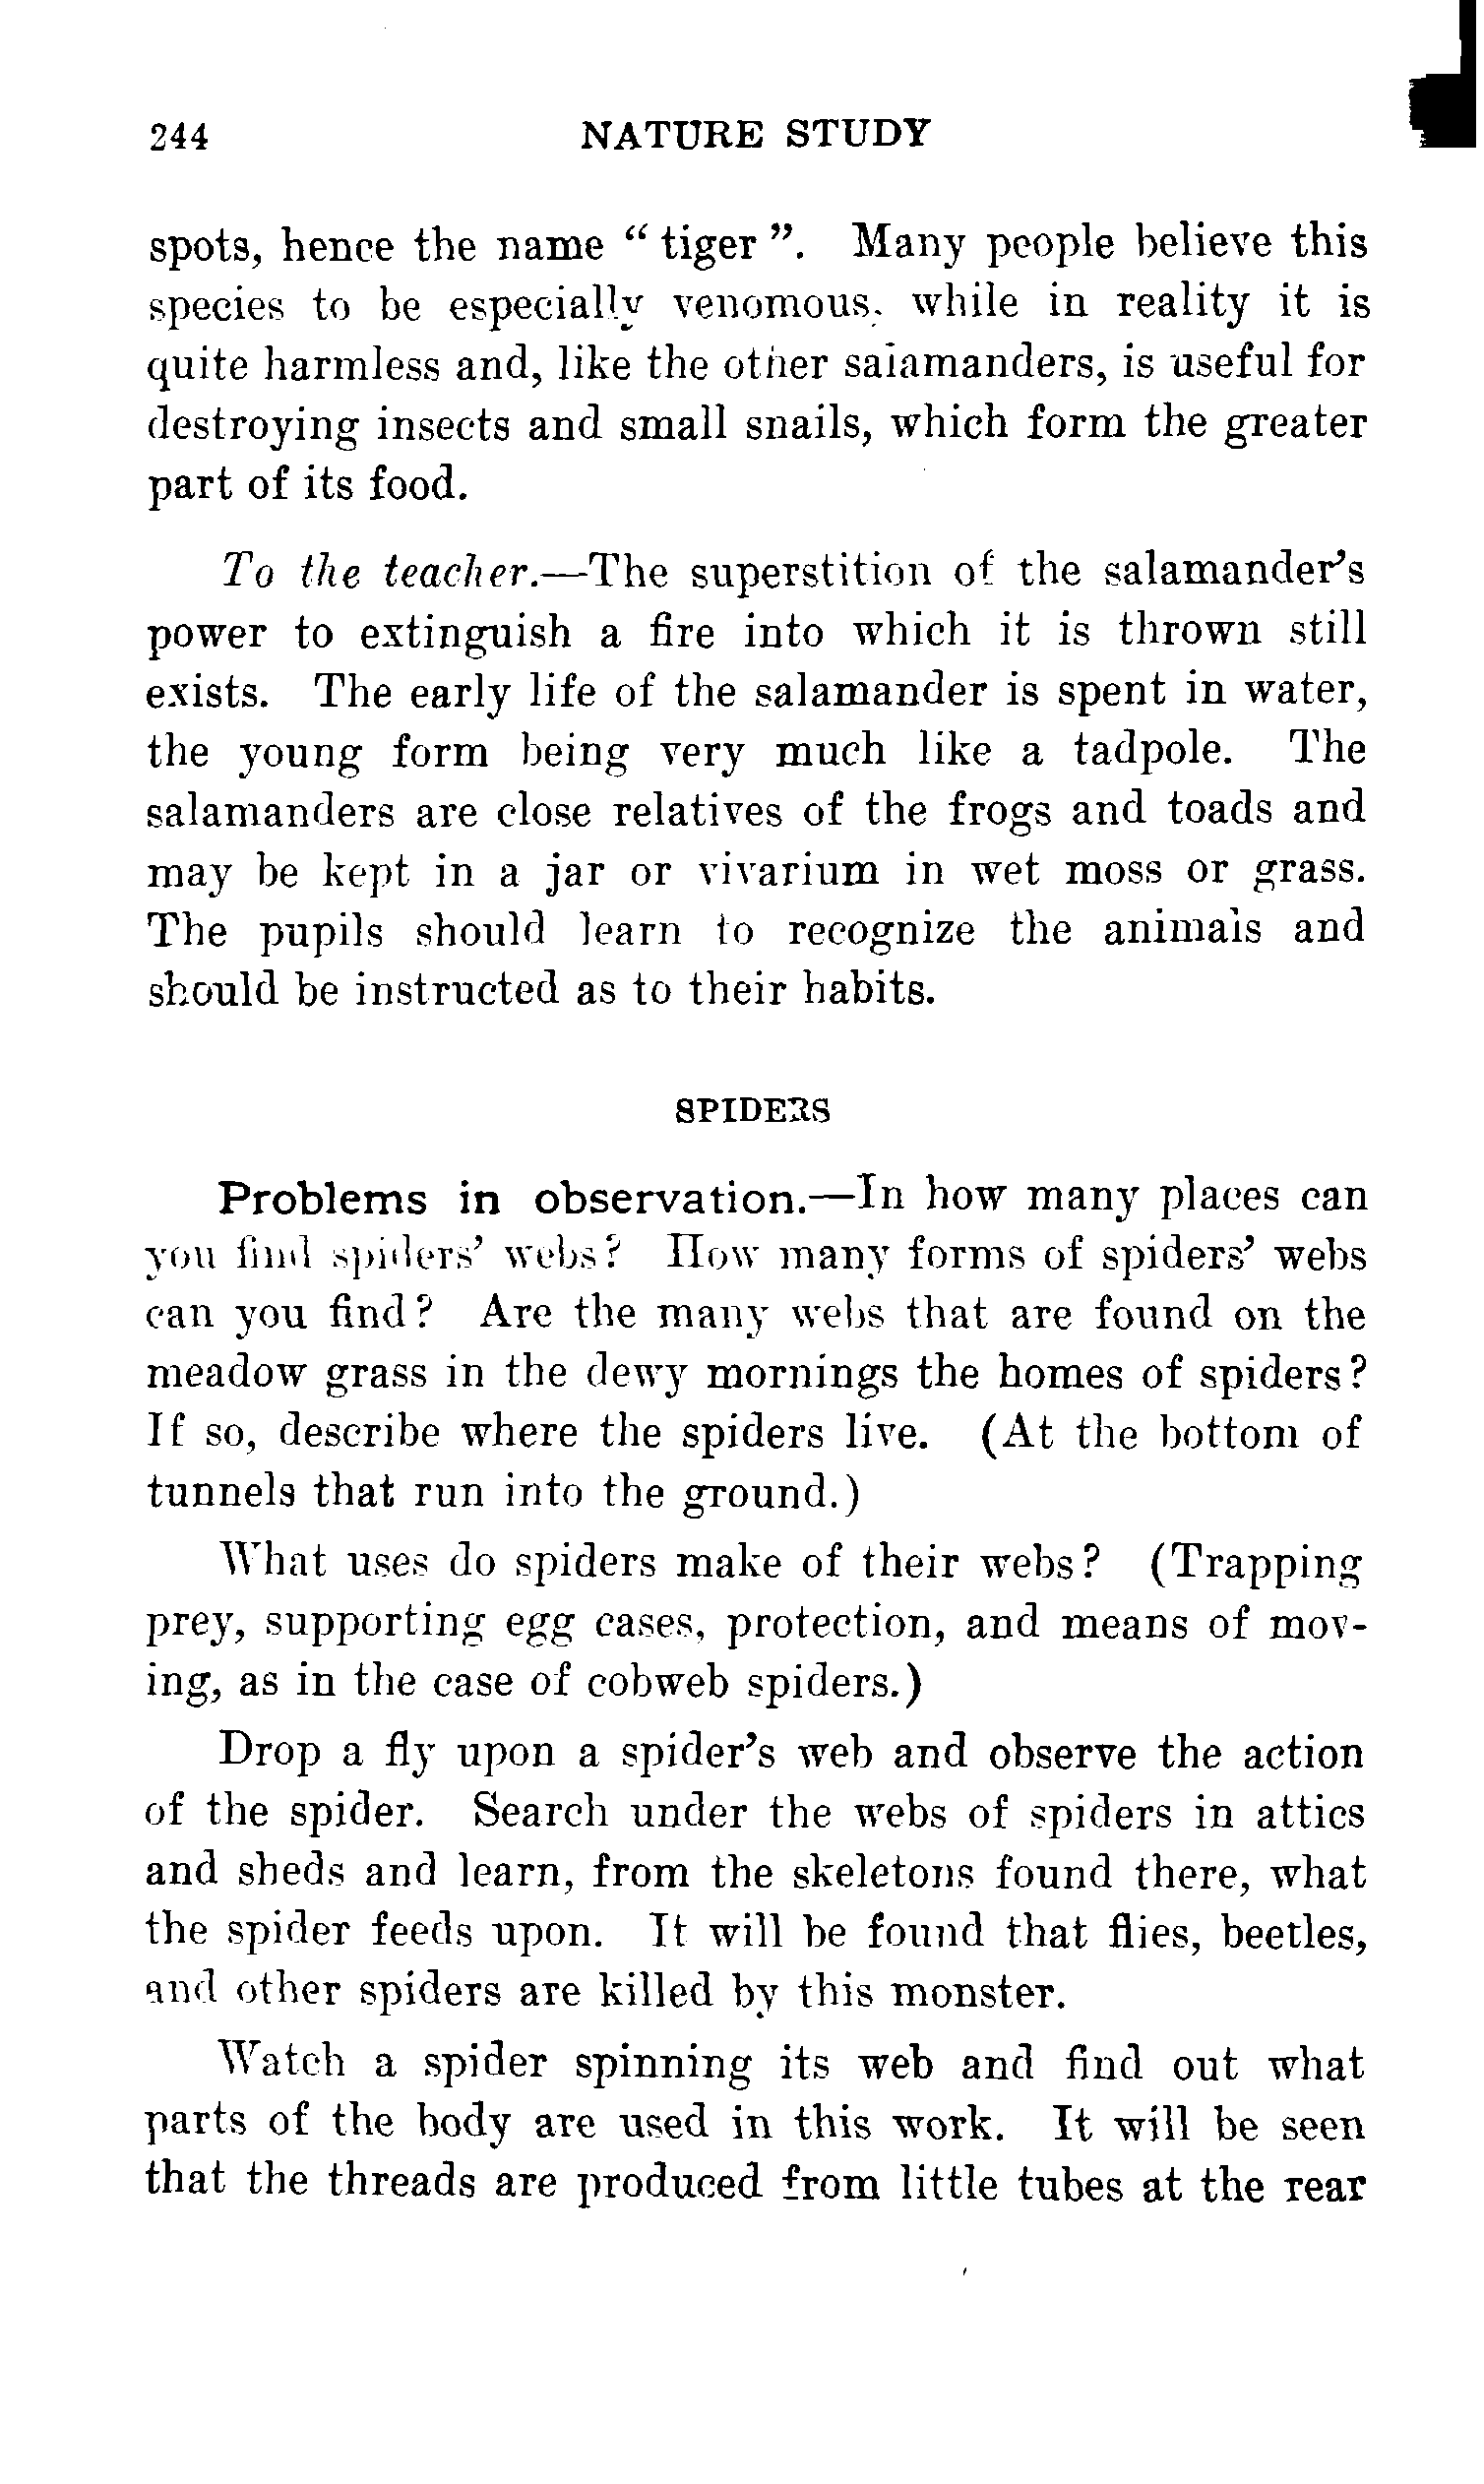 244 NATURE STUDY
spots, hence the name " tiger ". Many people believe this
species to be especially venomous, while in reality it is
quite harmless and, like the other salamanders, is useful for
destroying insects and small snails, which form the greater
part of its food.
To the teacher.—The superstition of the salamander's
power to extinguish a fire into which it is thrown still
exists. The early life of the salamander is spent in water,
the young form being very much like a tadpole. The
salamanders are close relatives of the frogs and toads and
may be kept in a jar or vivarium in wet moss or grass.
The pupils should learn to recognize the animals and
should be instructed as to their habits.
SPIDERS
Problems in observation.—In how many places can
you find spiders' webs? How many forms of spiders' webs
can you find? Are the many webs that are found on the
meadow grass in the dewy mornings the homes of spiders?
If so, describe where the spiders live. (At the bottom of
tunnels that run into the ground.)
What uses do spiders make of their webs? (Trapping
prey, supporting egg cases, protection, and means of mov-
ing, as in the case of cobweb spiders.)
Drop a fly upon a spider's web and observe the action
of the spider. Search under the webs of spiders in attics
and sheds and learn, from the skeletons found there, what
the spider feeds upon. It will be found that flies, beetles,
and other spiders are killed by this monster.
Watch a spider spinning its web and find out what
parts of the body are used in this work. It will be seen
that the threads are produced from little tubes at the rear